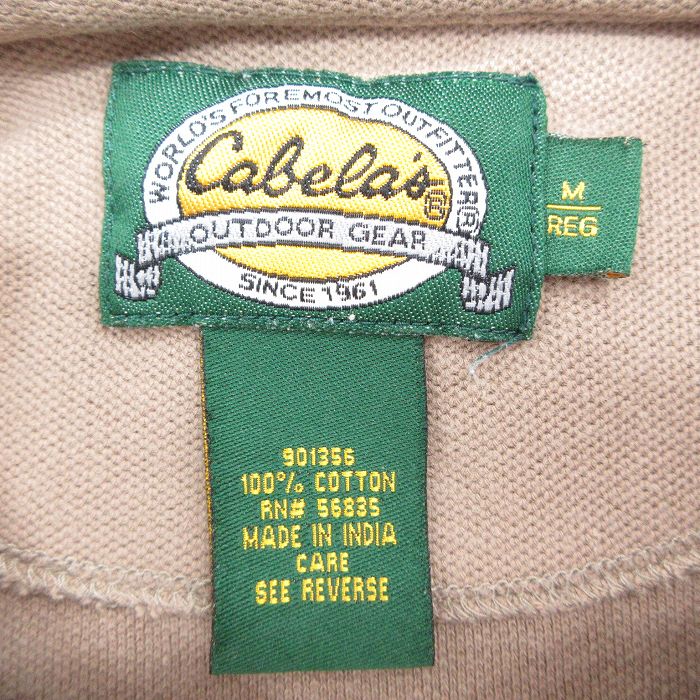 WORLD'S FOREMOST OUTFITTER®
Cabela's®
OUTDOOR GEAR
SINCE 1961
M
REG
901356
100% COTTON
RN# 56835
MADE IN INDIA
CARE
SEE REVERSE